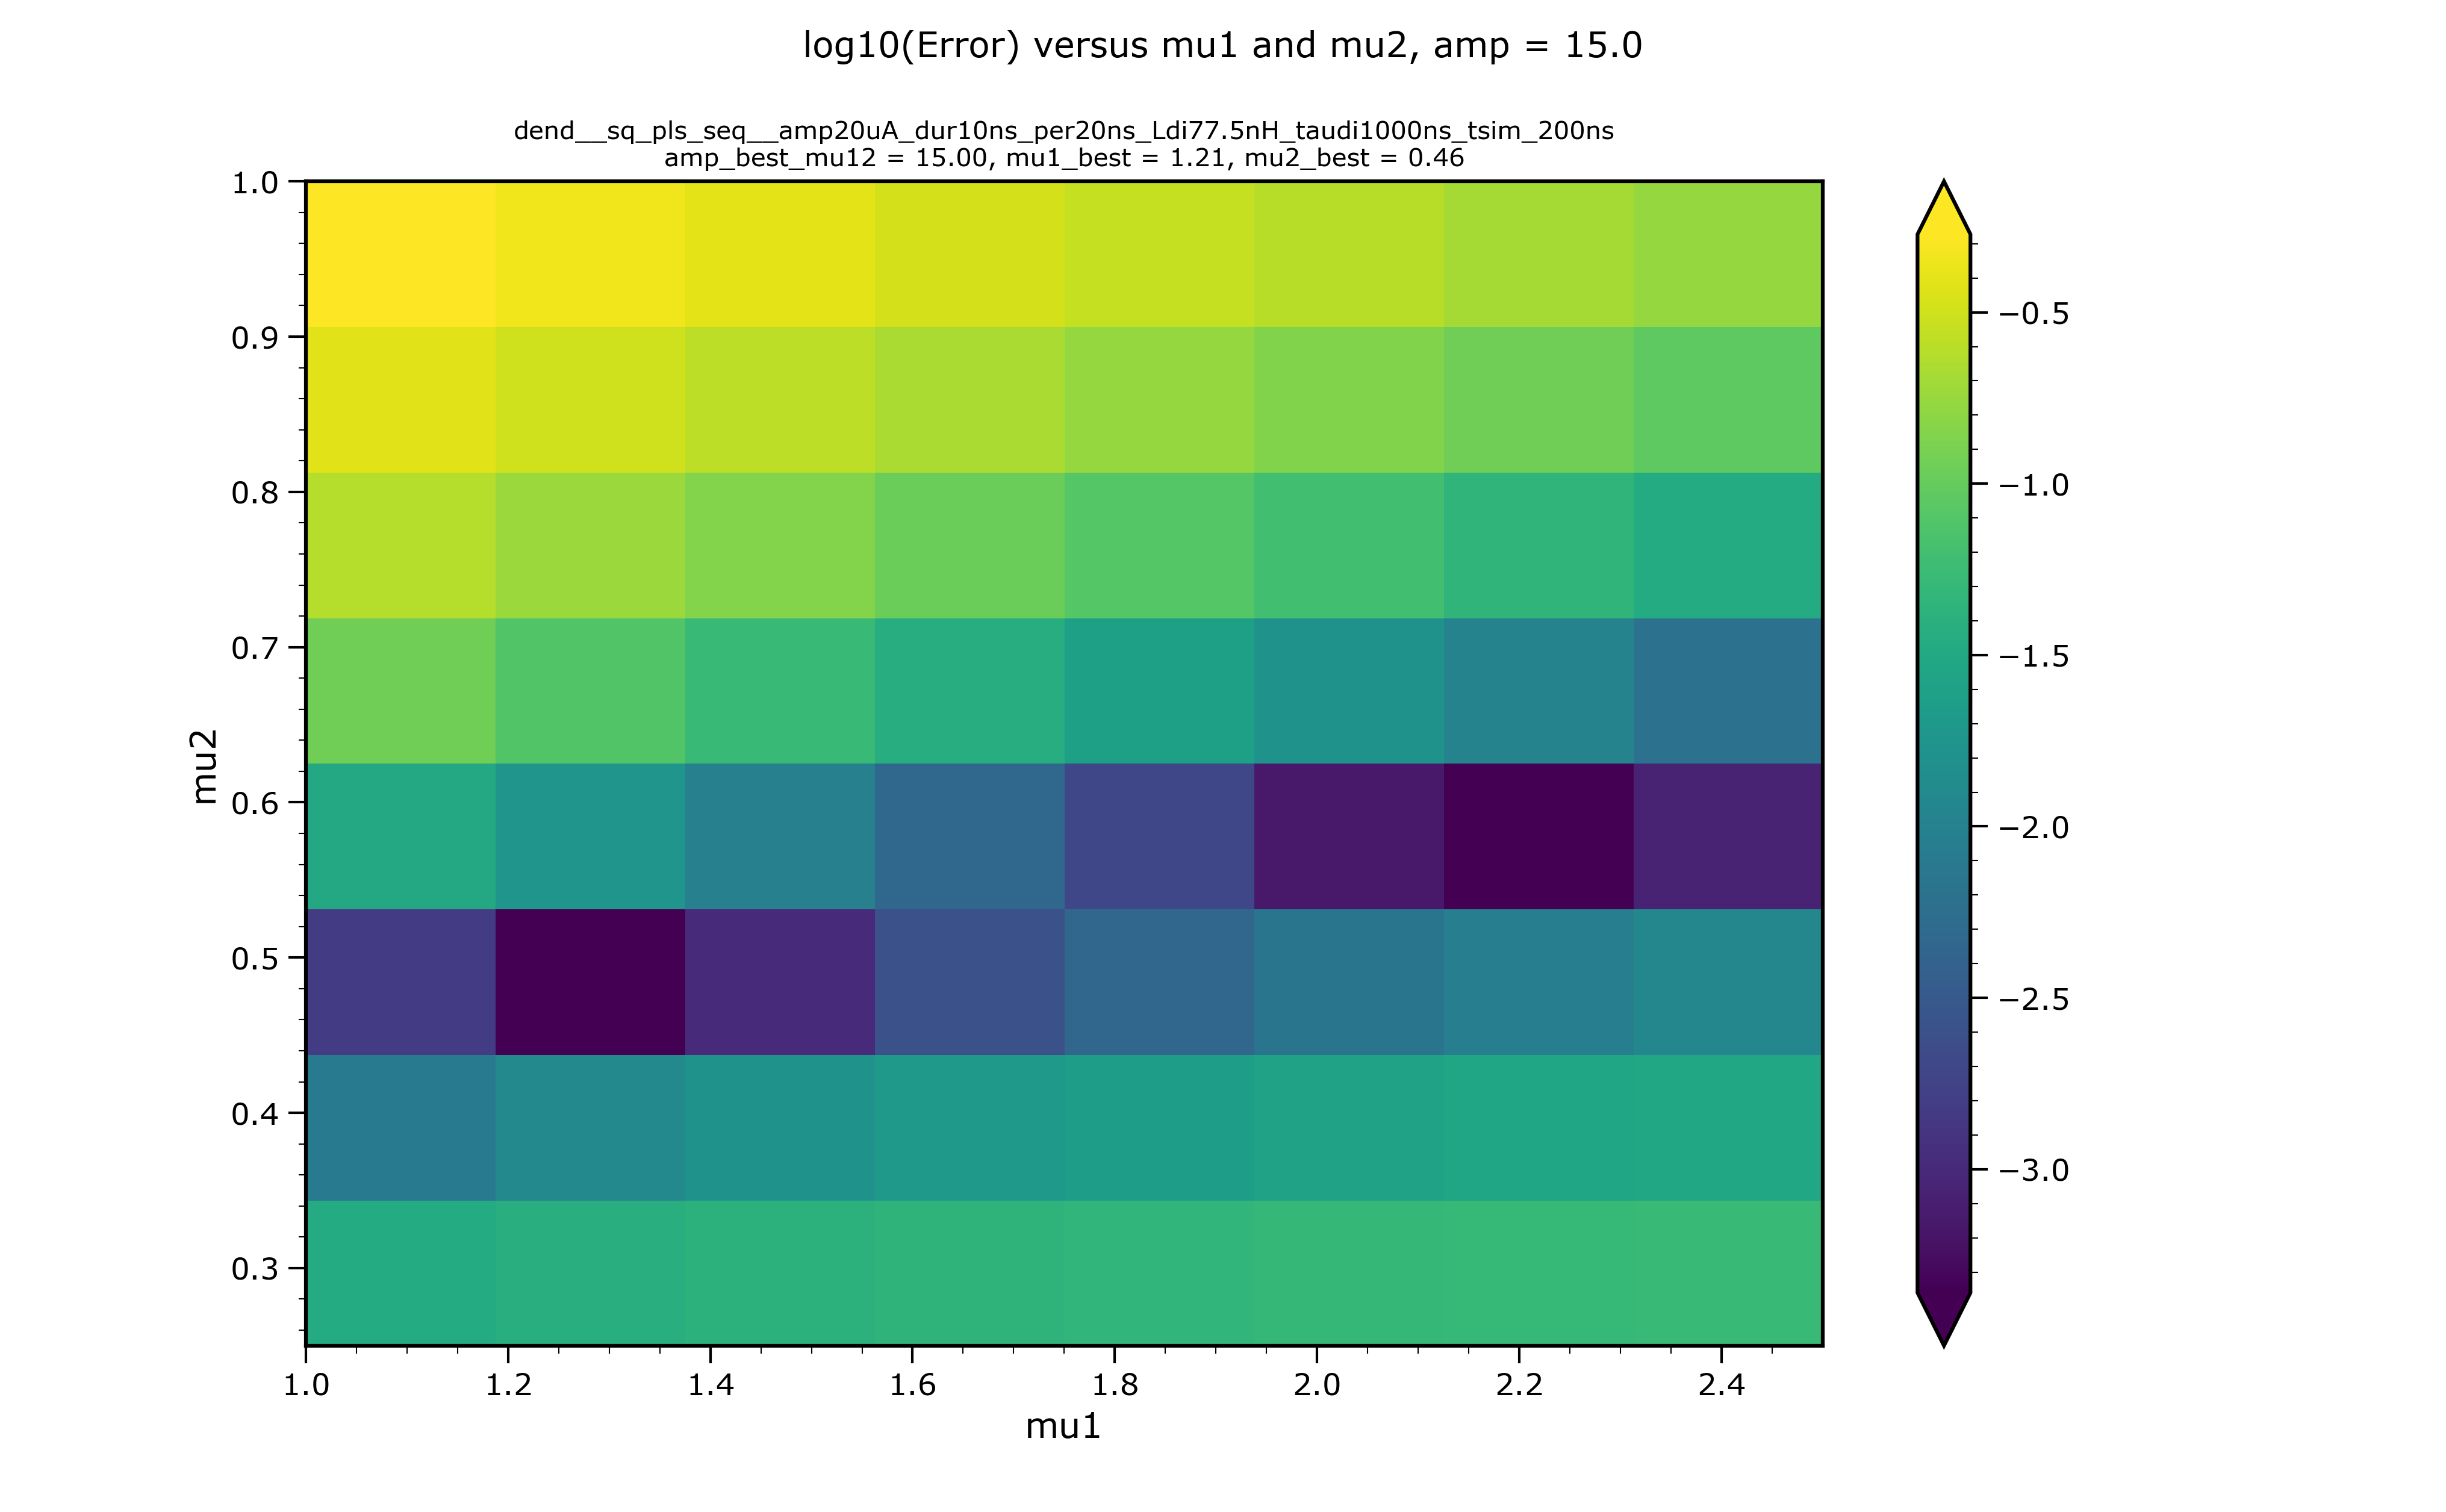 log10(Error) versus mu1 and mu2, amp = 15.0
dend__sq_pls_seq__amp20uA_dur10ns_per20ns_Ldi77.5nH_taudi1000ns_tsim_200ns
amp_best_mu12 = 15.00, mu1_best = 1.21, mu2_best = 0.46
1.0
0.9
0.8
0.7
0.6
0.5
0.4
0.3
mu2
1.0 1.2 1.4 1.6 1.8 2.0 2.2 2.4
mu1
−0.5
−1.0
−1.5
−2.0
−2.5
−3.0